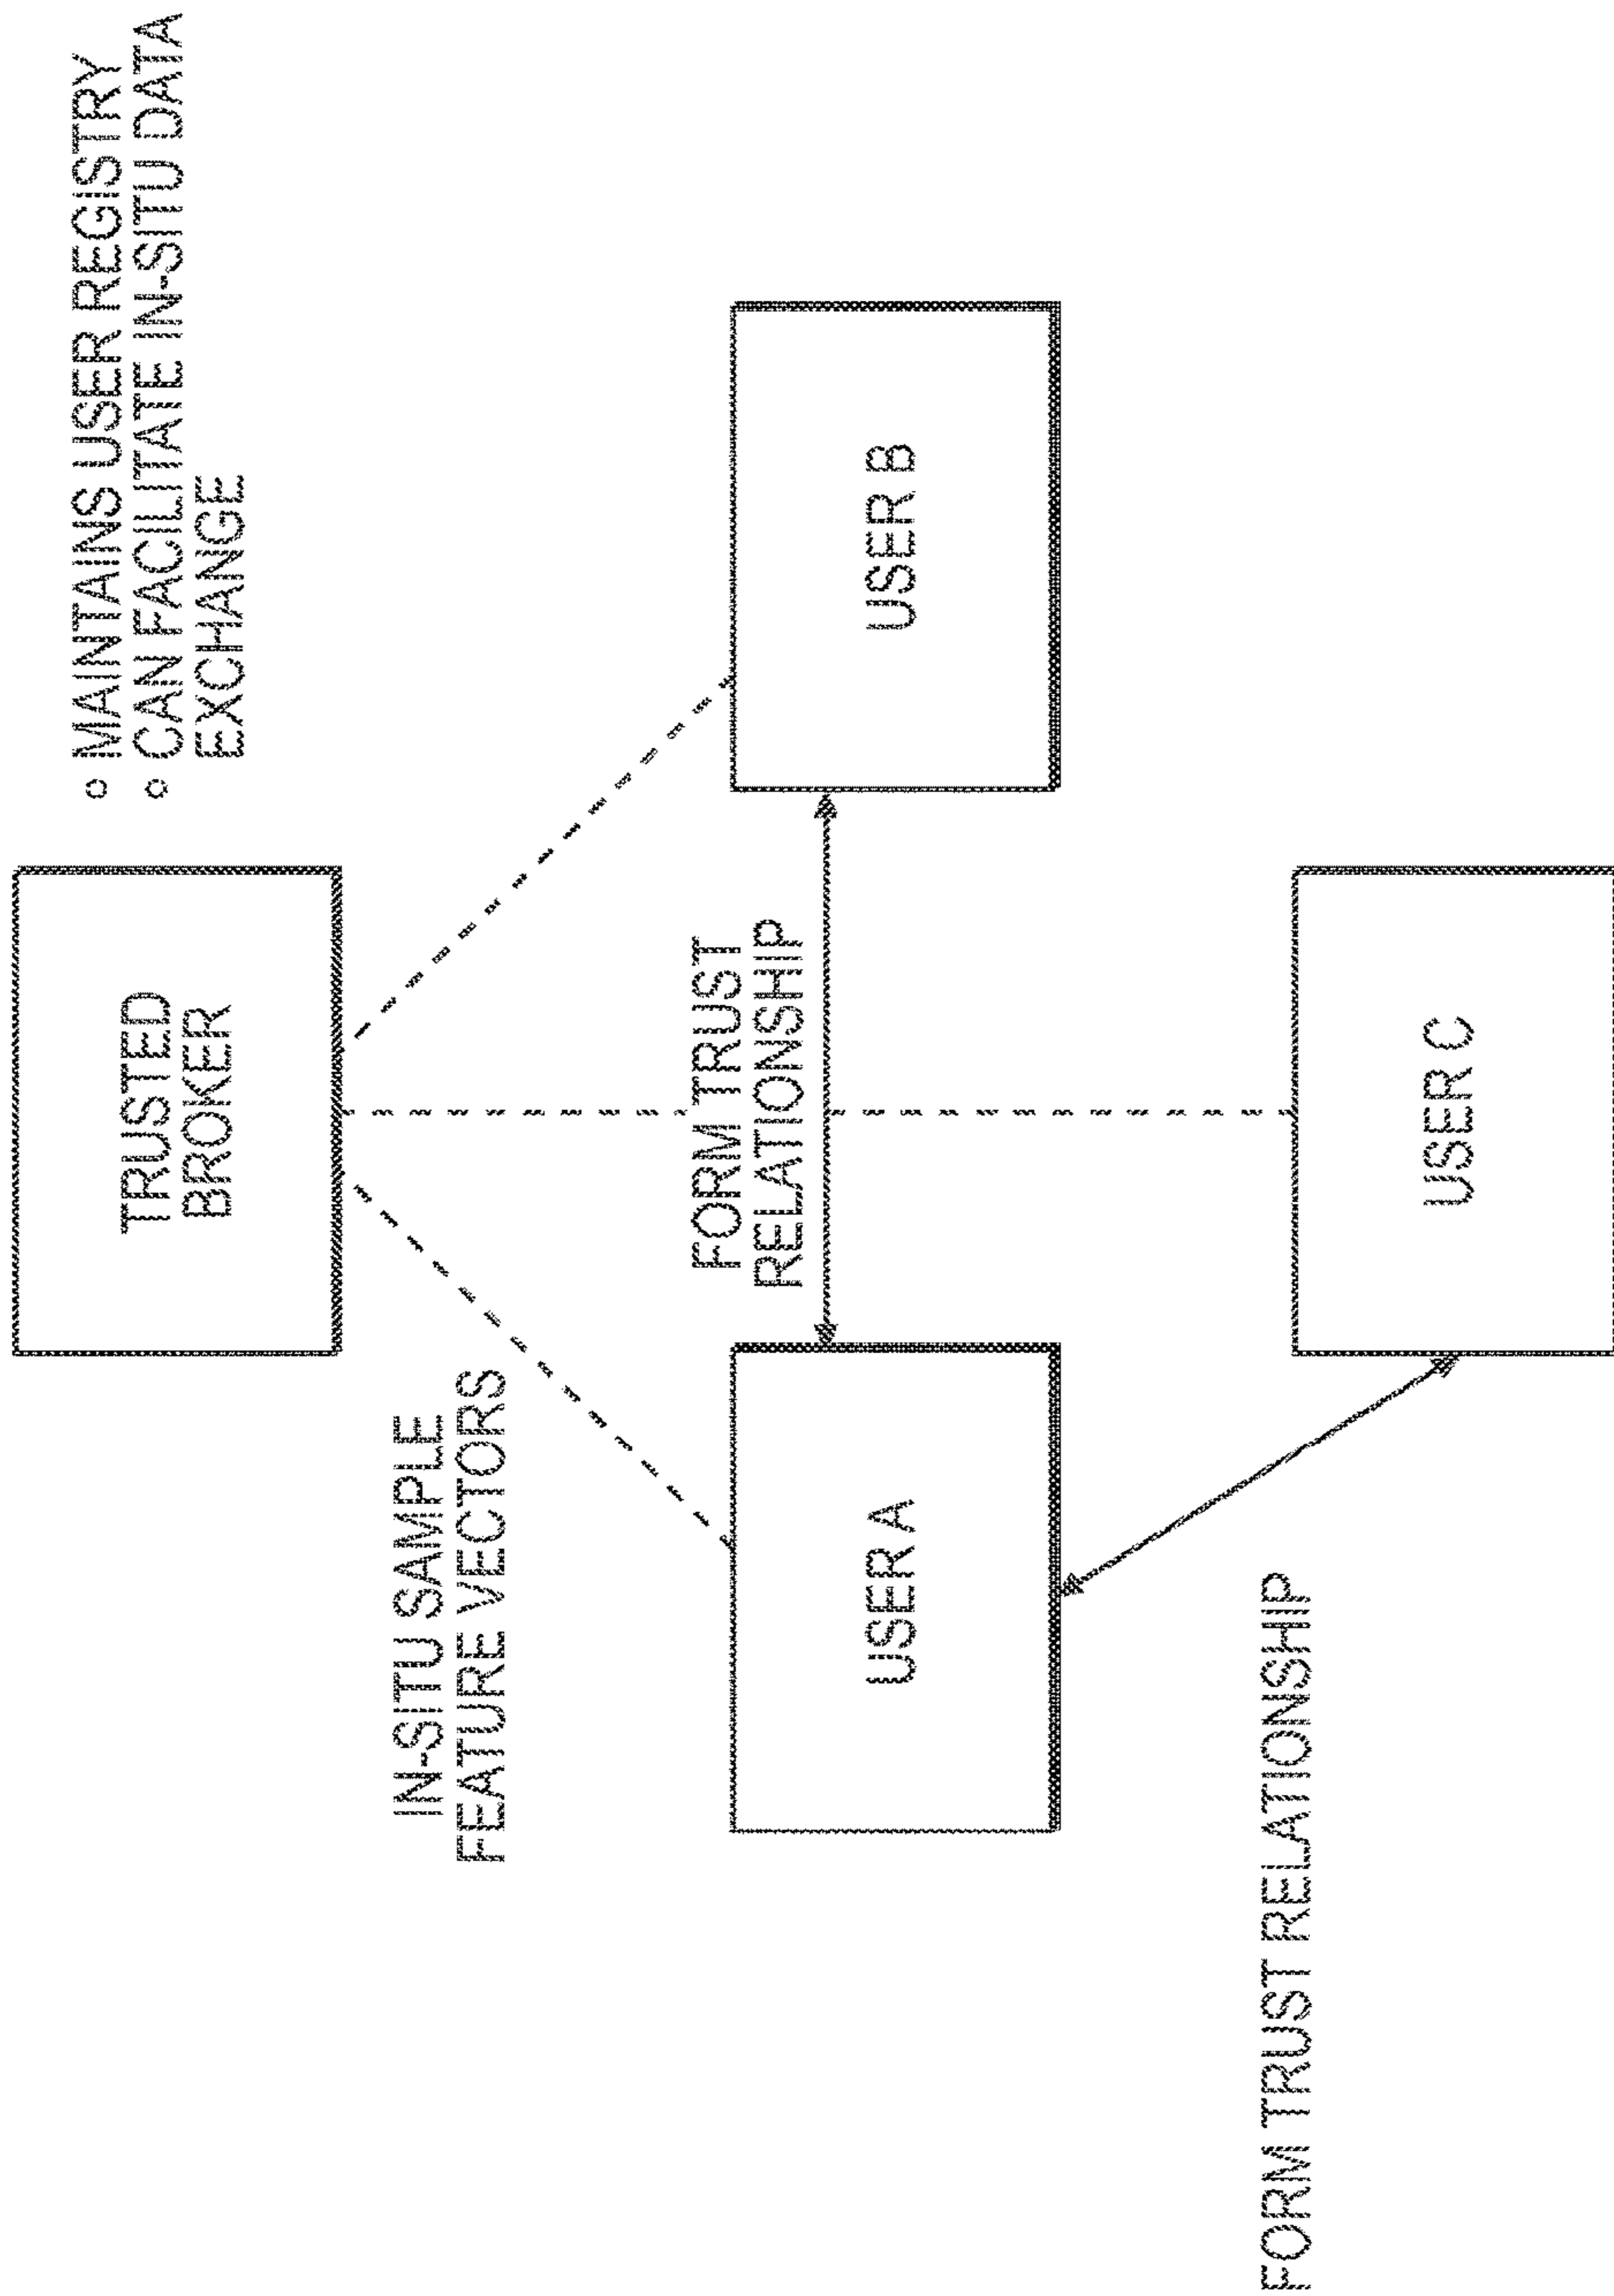 TRUSTED
BROKER
○ MAINTAINS USER REGISTRY
○ CAN FACILITATE IN-SITU DATA
EXCHANGE
IN-SITU SAMPLE
FEATURE VECTORS
FORM TRUST
RELATIONSHIP
USER A
USER B
FORM TRUST RELATIONSHIP
USER C